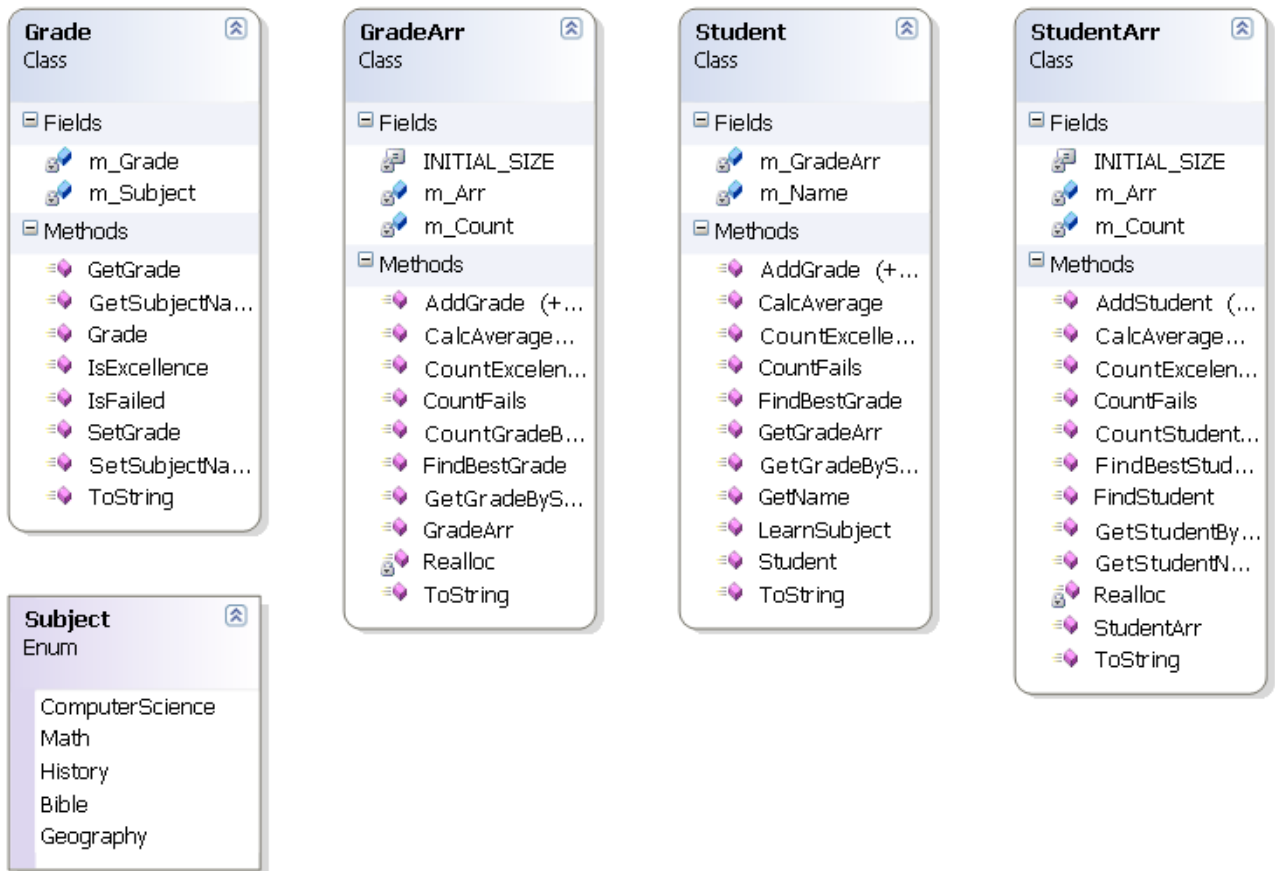 Grade
Class
Fields
m_Grade
m_Subject
Methods
GetGrade
GetSubjectNa...
Grade
IsExcellence
IsFailed
SetGrade
SetSubjectNa...
ToString
Subject
Enum
ComputerScience
Math
History
Bible
Geography
GradeArr
Class
Fields
INITIAL_SIZE
m_Arr
m_Count
Methods
AddGrade (+...
CalcAverage...
CountExcelen...
CountFails
CountGradeB...
FindBestGrade
GetGradeByS...
GradeArr
Realloc
ToString
Student
Class
Fields
m_GradeArr
m_Name
Methods
AddGrade (+...
CalcAverage
CountExcelle...
CountFails
FindBestGrade
GetGradeArr
GetGradeByS...
GetName
LearnSubject
Student
ToString
StudentArr
Class
Fields
INITIAL_SIZE
m_Arr
m_Count
Methods
AddStudent (...
CalcAverage...
CountExcelen...
CountFails
CountStudent...
FindBestStud...
FindStudent
GetStudentBy...
GetStudentN...
Realloc
StudentArr
ToString